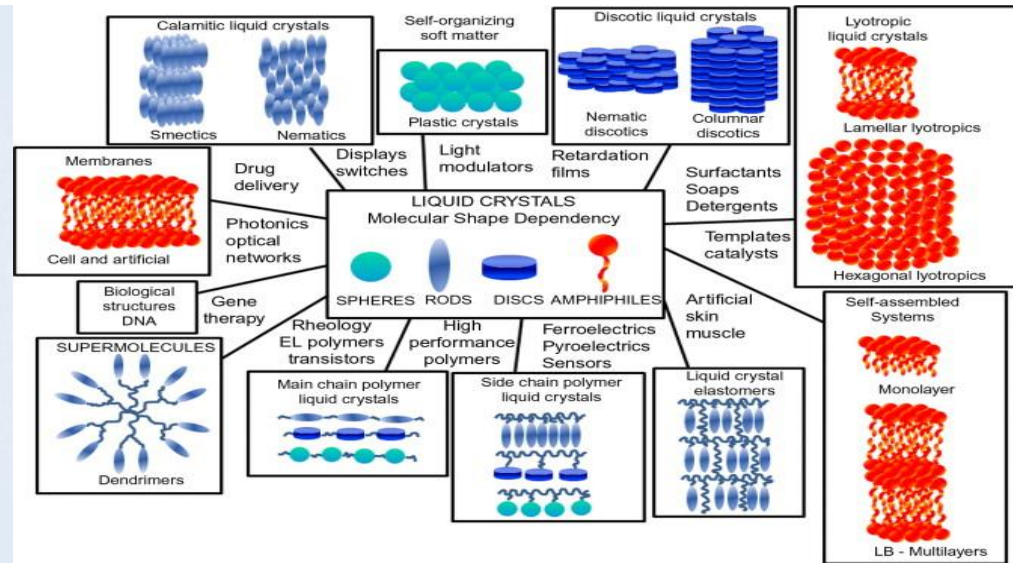 Calamitic liquid crystals
Smectics
Nematics
Self-organizing
soft matter
Plastic crystals
Discotic liquid crystals
Nematic
discotics
Columnar
discotics
Lyotropic
liquid crystals
Lamellar lyotropics
Hexagonal lyotropics
Membranes
Cell and artificial
Drug
delivery
Displays
switches
Light
modulators
Retardation
films
Surfactants
Soaps
Detergents
Photonics
optical
networks
LIQUID CRYSTALS
Molecular Shape Dependency
SPHERES
RODS
DISCS
AMPHIPHILES
Templates
catalysts
Biological
structures
DNA
Gene
therapy
Rheology
EL polymers
transistors
High
performance
polymers
Ferroelectrics
Pyroelectrics
Sensors
Artificial
skin
muscle
SUPERMOLECULES
Dendrimers
Main chain polymer
liquid crystals
Side chain polymer
liquid crystals
Liquid crystal
elastomers
Self-assembled
Systems
Monolayer
LB - Multilayers